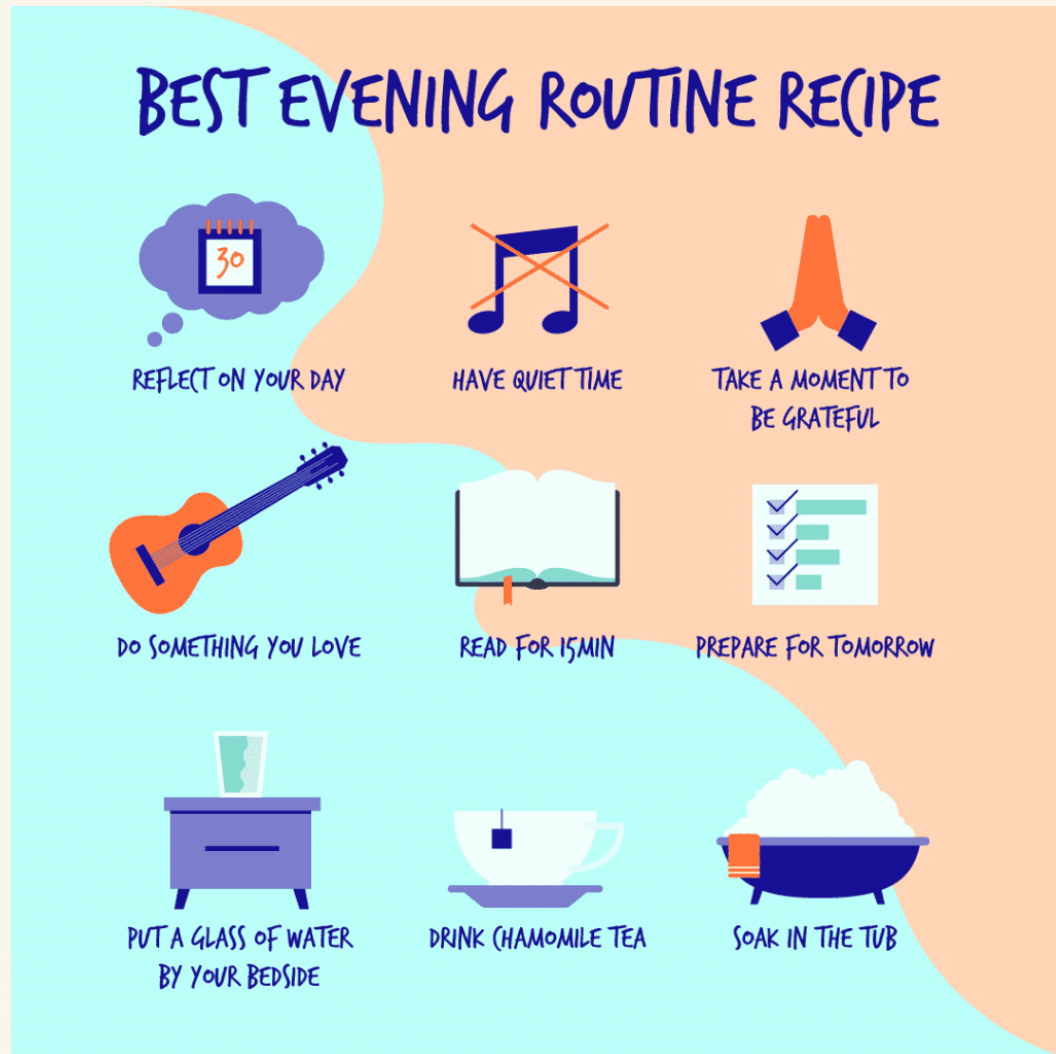 BEST EVENING ROUTINE RECIPE
30
REFLECT ON YOUR DAY
HAVE QUIET TIME
TAKE A MOMENT TO
BE GRATEFUL
DO SOMETHING YOU LOVE
READ FOR 15MIN
PREPARE FOR TOMORROW
PUT A GLASS OF WATER
BY YOUR BEDSIDE
DRINK CHAMOMILE TEA
SOAK IN THE TUB